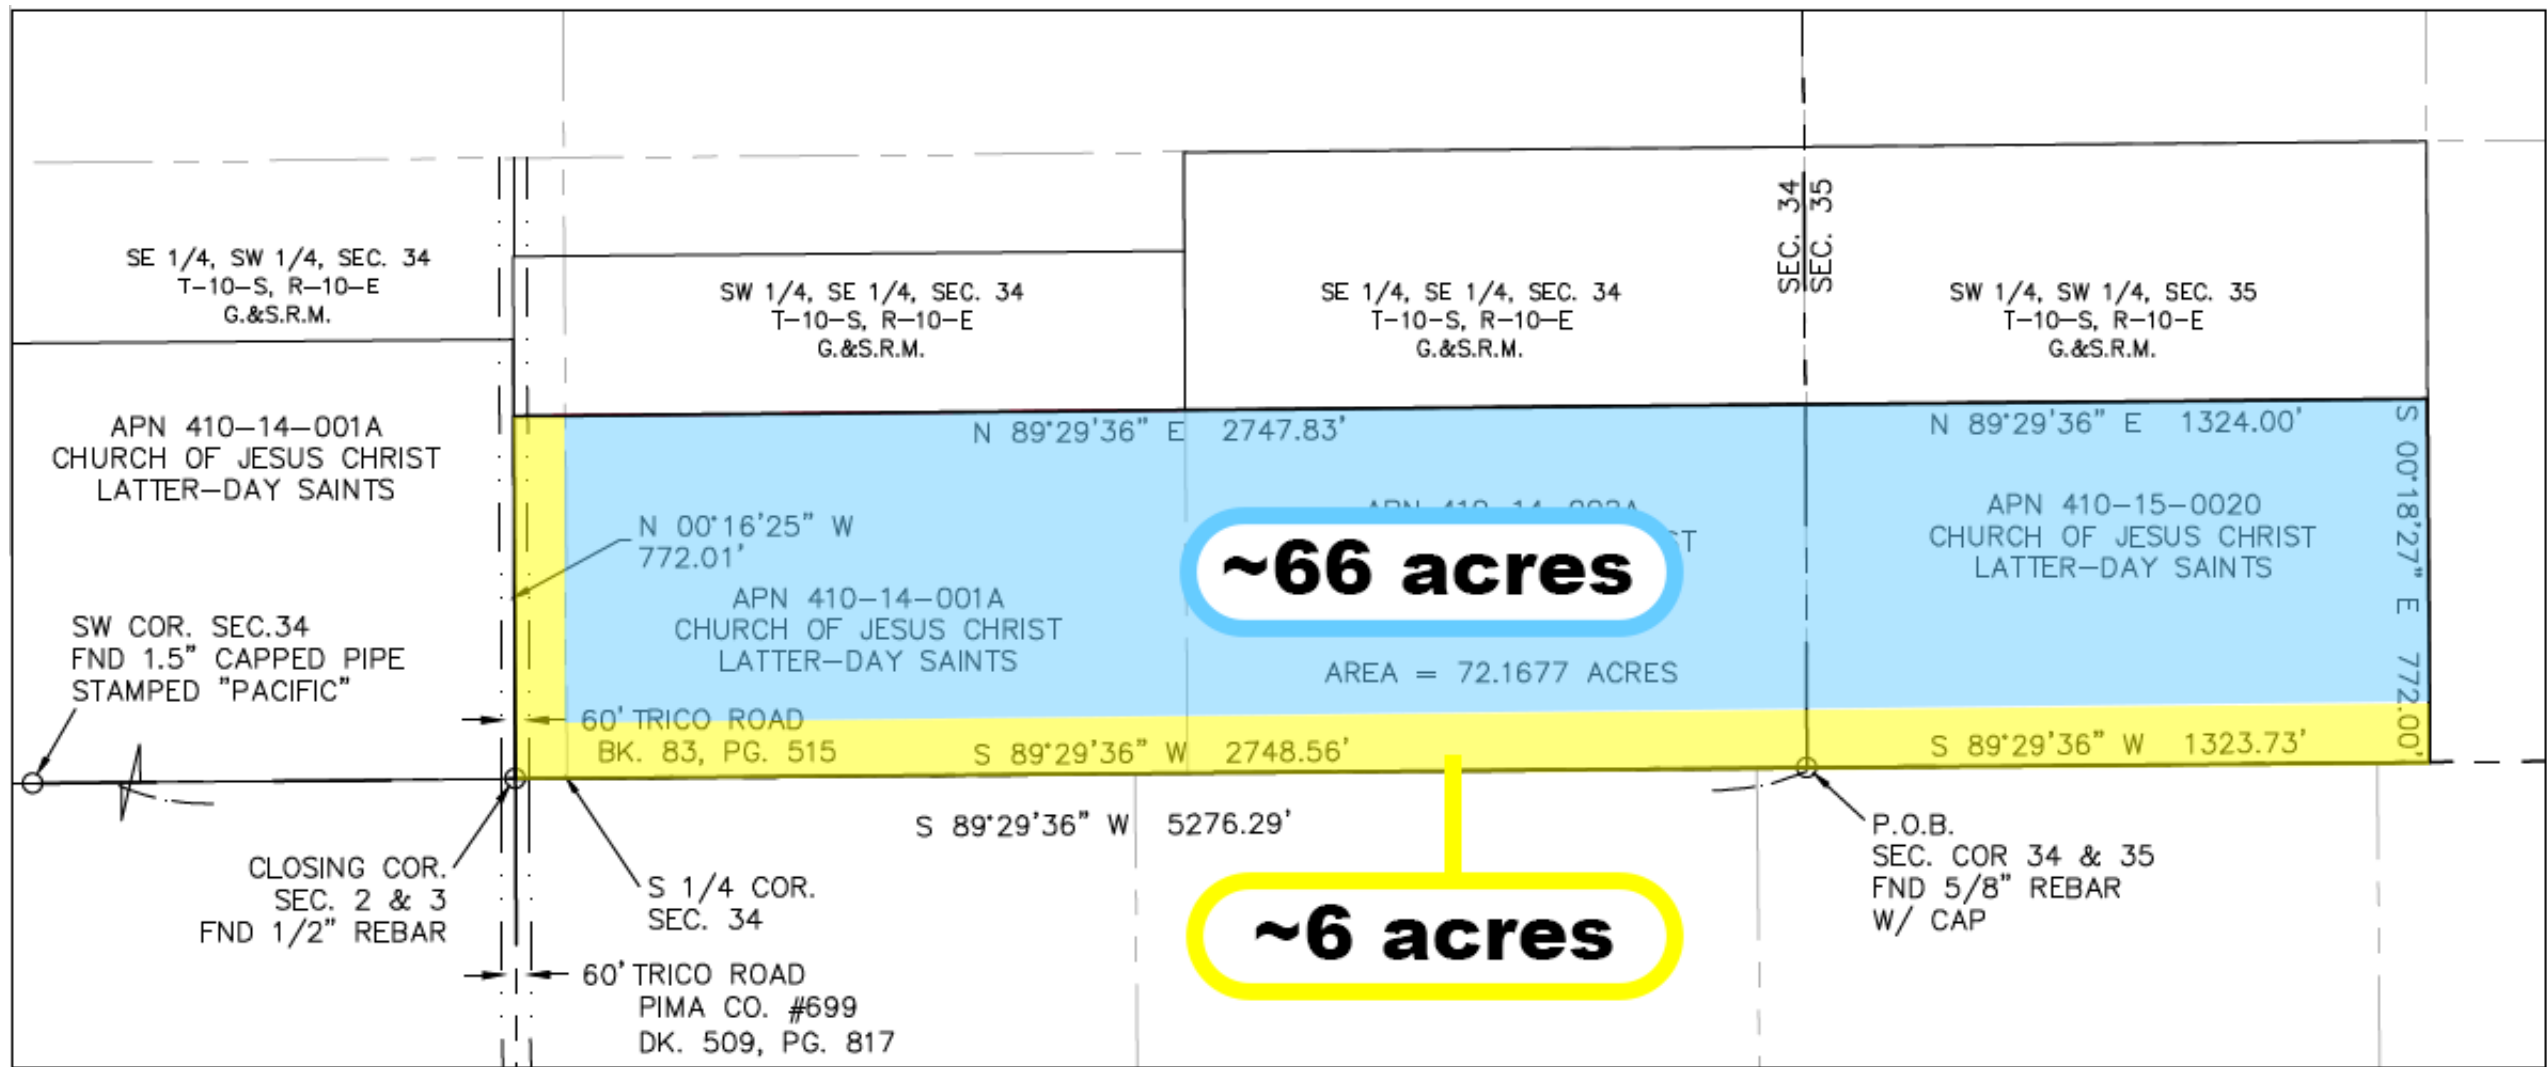 SEC. 34
SEC. 35
SE 1/4, SW 1/4, SEC. 34
T-10-S, R-10-E
G.&S.R.M.
SW 1/4, SE 1/4, SEC. 34
T-10-S, R-10-E
G.&S.R.M.
SE 1/4, SE 1/4, SEC. 34
T-10-S, R-10-E
G.&S.R.M.
SW 1/4, SW 1/4, SEC. 35
T-10-S, R-10-E
G.&S.R.M.
APN 410-14-001A
CHURCH OF JESUS CHRIST
LATTER-DAY SAINTS
N 89°29'36" E 2747.83'
N 89°29'36" E 1324.00'
S 00°18'27" E 772.00'
N 00°16'25" W
772.01'
APN 410-14-001A
CHURCH OF JESUS CHRIST
LATTER-DAY SAINTS
~66 acres
AREA = 72.1677 ACRES
APN 410-15-0020
CHURCH OF JESUS CHRIST
LATTER-DAY SAINTS
SW COR. SEC.34
FND 1.5" CAPPED PIPE
STAMPED "PACIFIC"
60' TRICO ROAD
BK. 83, PG. 515
S 89°29'36" W 2748.56'
S 89°29'36" W 1323.73'
S 89°29'36" W 5276.29'
CLOSING COR.
SEC. 2 & 3
FND 1/2" REBAR
S 1/4 COR.
SEC. 34
~6 acres
P.O.B.
SEC. COR 34 & 35
FND 5/8" REBAR
W/ CAP
60' TRICO ROAD
PIMA CO. #699
DK. 509, PG. 817